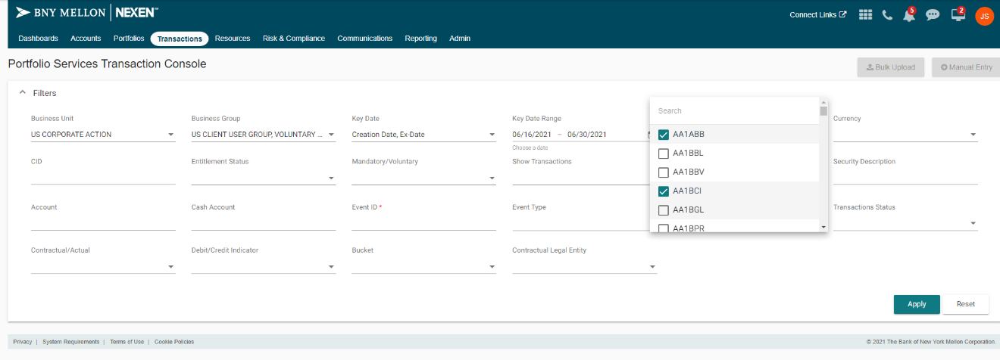 BNY MELLON | NEXEN℠
Connect Links
5
2
JS
Dashboards Accounts Portfolios Transactions Resources Risk & Compliance Communications Reporting Admin
Portfolio Services Transaction Console
Bulk Upload
Manual Entry
Filters
Business Unit
US CORPORATE ACTION
Business Group
US CLIENT USER GROUP, VOLUNTARY ...
Key Date
Creation Date, Ex-Date
Key Date Range
06/16/2021 – 06/30/2021
Choose a date
Search
AA1ABB
AA1BBL
AA1BBV
AA1BCI
AA1BGL
AA1BPR
Currency
CID
Entitlement Status
Mandatory/Voluntary
Show Transactions
Security Description
Account
Cash Account
Event ID *
Event Type
Transactions Status
Contractual/Actual
Debit/Credit Indicator
Bucket
Contractual Legal Entity
Apply
Reset
Privacy | System Requirements | Terms of Use | Cookie Policies
© 2021 The Bank of New York Mellon Corporation.